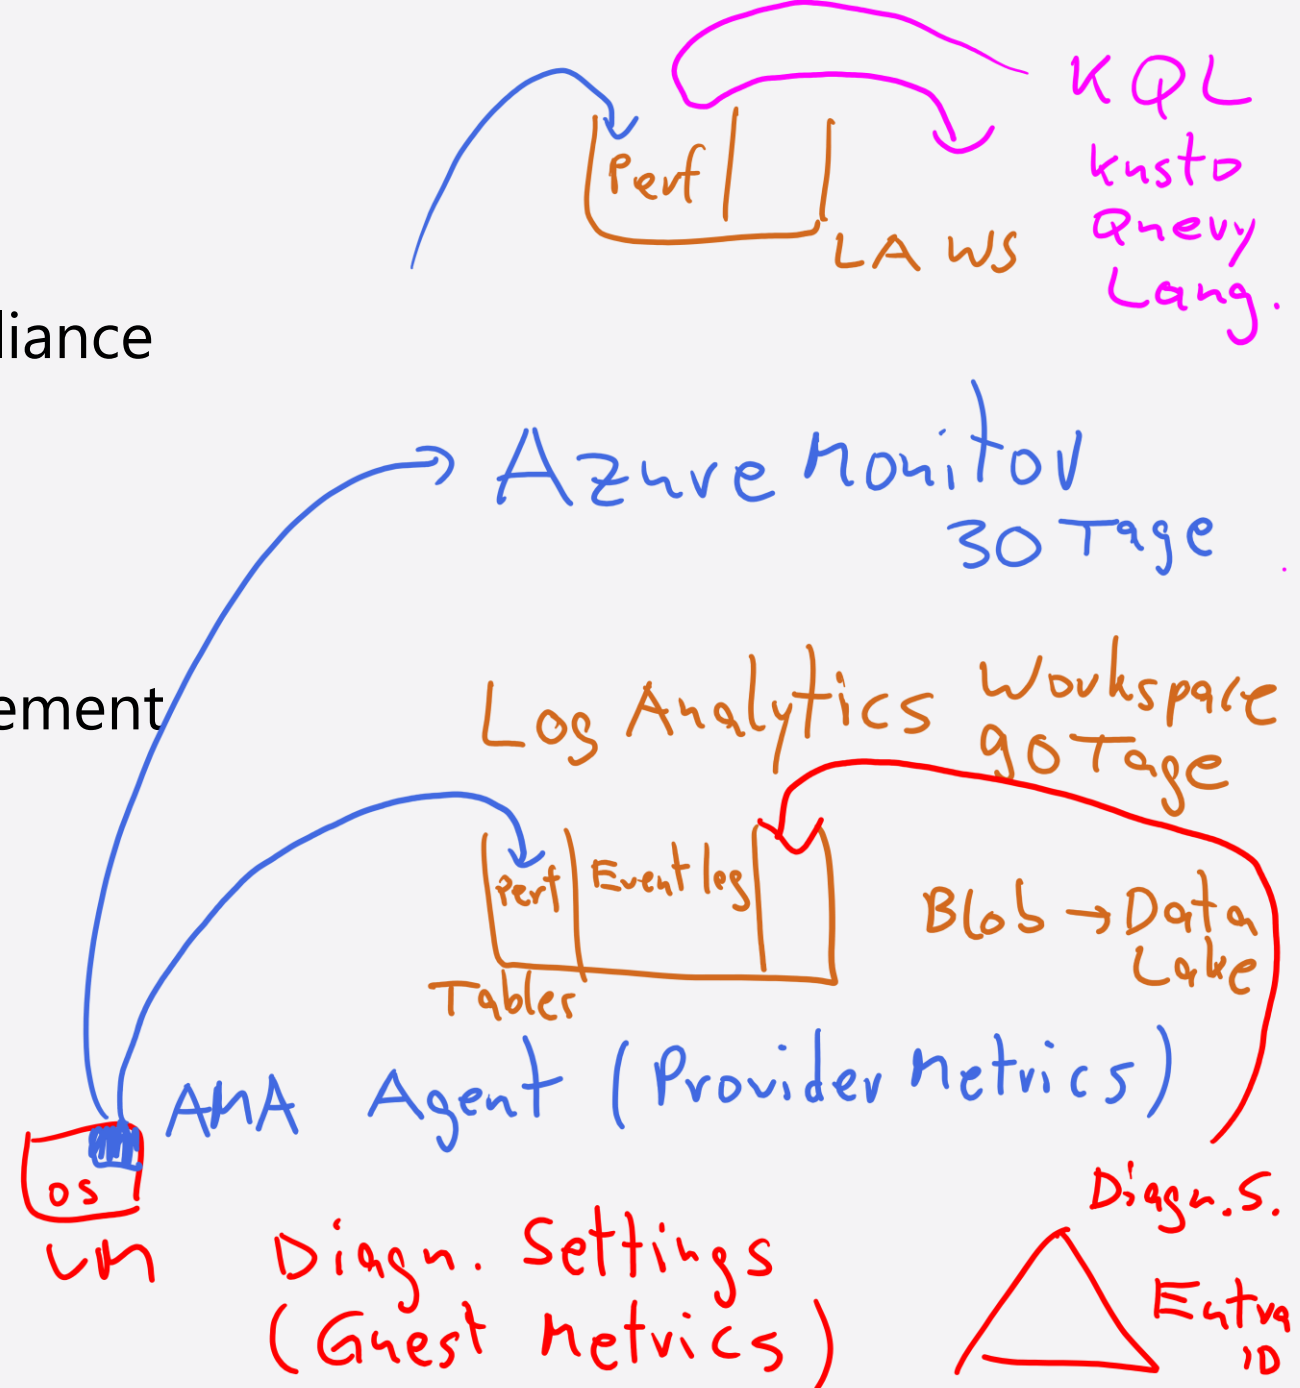 KQL
Kusto
Query
Lang.
Perf
LA WS
liance
Azure Monitor
30 Tage
ement
Log Analytics Workspace
90 Tage
Perf Eventlog
Blob → Data
Lake
Tables
AMA Agent (Provider Metrics)
OS
VM
Diagn. S.
Diagn. Settings
(Guest Metrics)
Entra
ID